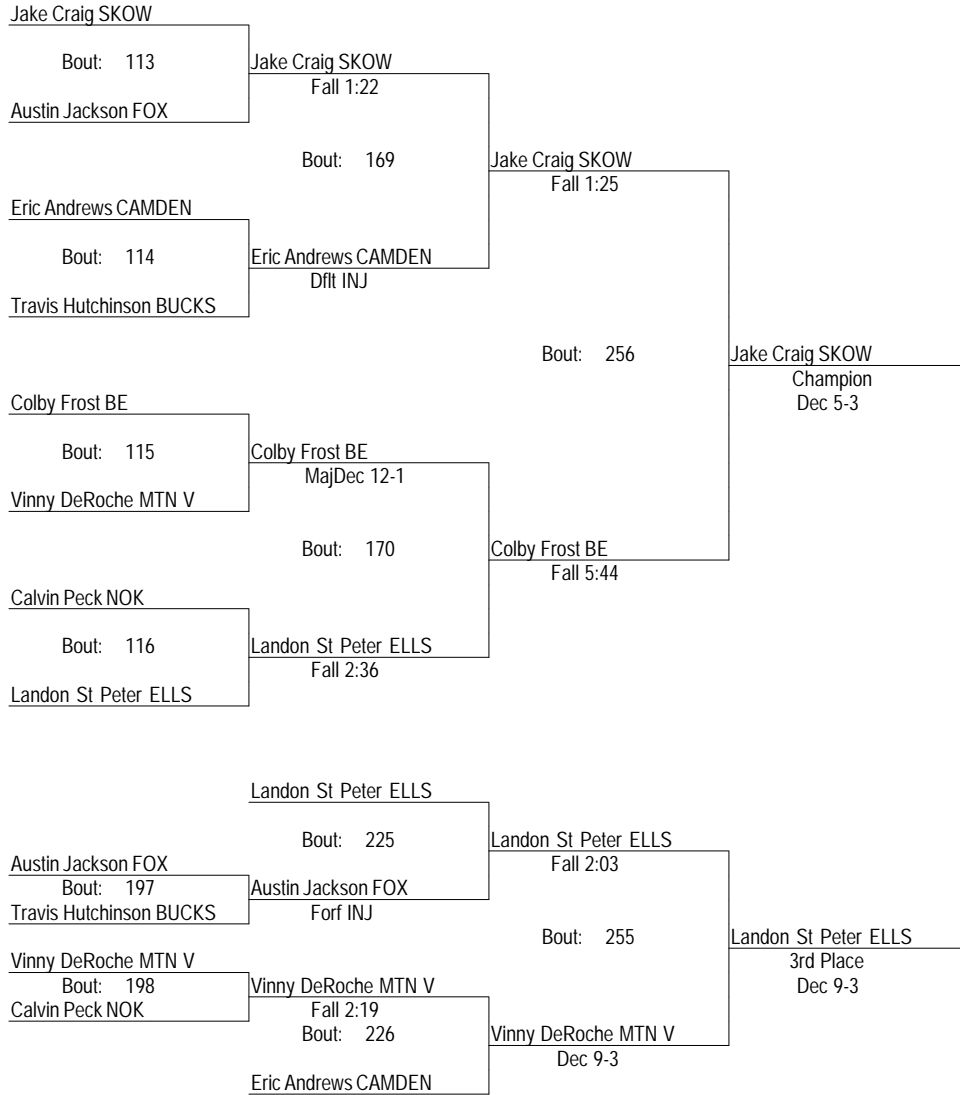 Jake Craig SKOW
Bout: 113
Jake Craig SKOW
Fall 1:22
Austin Jackson FOX
Bout: 169
Jake Craig SKOW
Fall 1:25
Eric Andrews CAMDEN
Bout: 114
Eric Andrews CAMDEN
Dflt INJ
Travis Hutchinson BUCKS
Bout: 256
Jake Craig SKOW
Champion
Dec 5-3
Colby Frost BE
Bout: 115
Colby Frost BE
MajDec 12-1
Vinny DeRoche MTN V
Bout: 170
Colby Frost BE
Fall 5:44
Calvin Peck NOK
Bout: 116
Landon St Peter ELLS
Fall 2:36
Landon St Peter ELLS
Landon St Peter ELLS
Bout: 225
Landon St Peter ELLS
Fall 2:03
Austin Jackson FOX
Bout: 197
Austin Jackson FOX
Travis Hutchinson BUCKS
Forf INJ
Bout: 255
Landon St Peter ELLS
3rd Place
Dec 9-3
Vinny DeRoche MTN V
Bout: 198
Vinny DeRoche MTN V
Calvin Peck NOK
Fall 2:19
Bout: 226
Vinny DeRoche MTN V
Dec 9-3
Eric Andrews CAMDEN